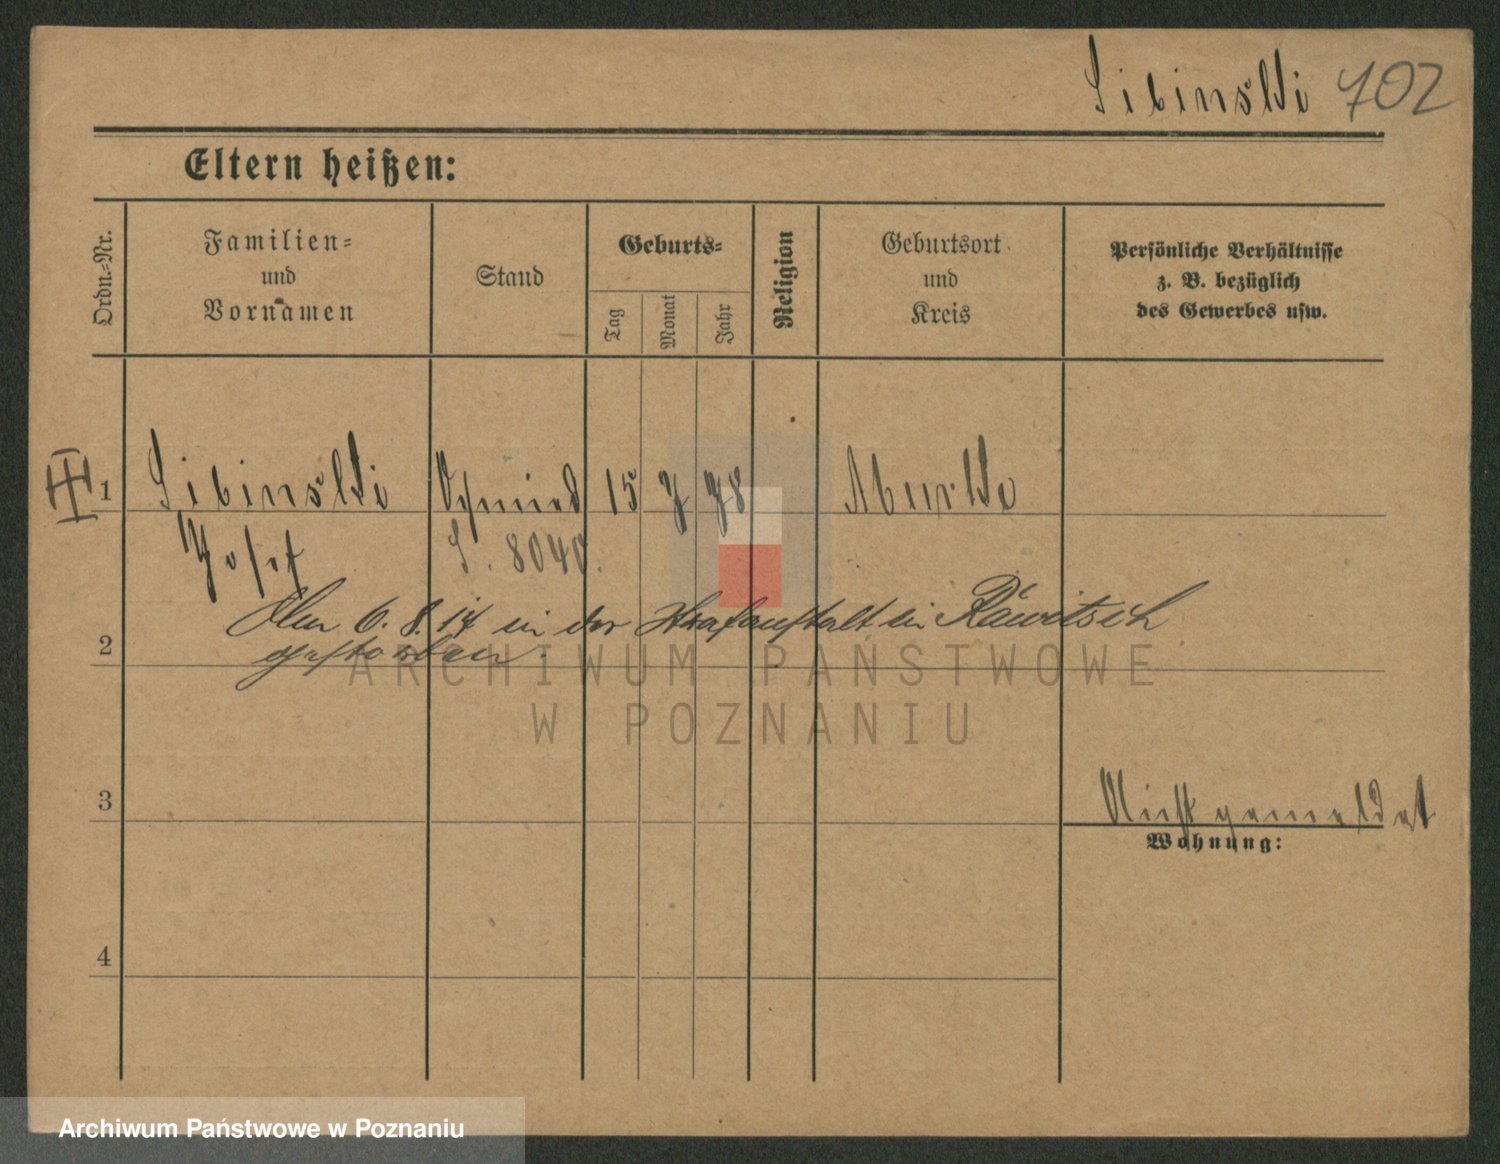 Sibinski 702
Eltern heißen:
Ordn.-Nr.
Familien-
und
Vornamen
Stand
Geburts-
Tag
Monat
Jahr
Religion
Geburtsort
und
Kreis
Persönliche Verhältnisse
z. B. bezüglich
des Gewerbes usw.
1 Sibinski Schmied 15 78
Josef S. 8040.
Am 6. 8. 14 in der Strafanstalt in Rawitsch
2
gestorben.
ARCHIWUM PAŃSTWOWE
W POZNANIU
3
Nicht gemeldet
Wohnung:
4
Archiwum Państwowe w Poznaniu